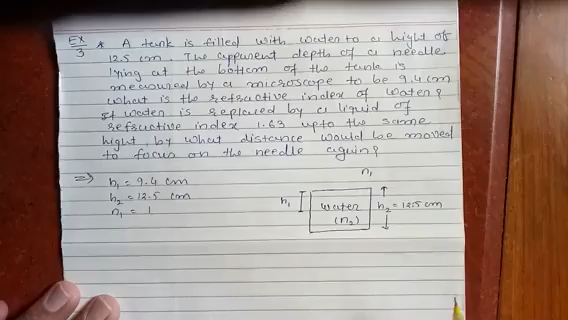 Ex 3 * A tank is filled with water to a hight of
12.5 cm. The apparent depth of a needle
lying at the bottom of the tank is
measured by a microscope to be 9.4 cm
what is the refractive index of water?
If water is replaced by a liquid of
refractive index 1.63 upto the same
hight, by what distance would be moved
to focus on the needle again?
⇒ h₁ = 9.4 cm
h₂ = 12.5 cm
n₁ = 1
n₁
h₁
water
(n₂)
h₂ = 12.5 cm